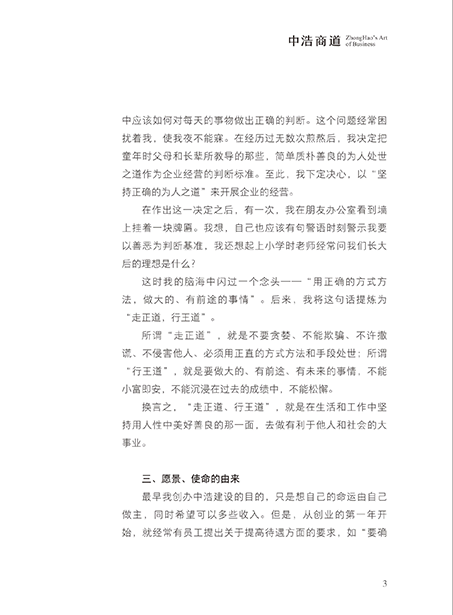 中浩商道 ZhongHao's Art
of Business
中应该如何对每天的事物做出正确的判断。这个问题经常困
扰着我，使我夜不能寐。在经历过无数次煎熬后，我决定把
童年时父母和长辈所教导的那些，简单质朴善良的为人处世
之道作为企业经营的判断标准。至此，我下定决心，以“坚
持正确的为人之道”来开展企业的经营。
在作出这一决定之后，有一次，我在朋友办公室看到墙
上挂着一块牌匾。我想，自己也应该有句警语时刻警示我要
以善恶为判断基准，我还想起上小学时老师经常问我们长大
后的理想是什么？
这时我的脑海中闪过一个念头——“用正确的方式方
法，做大的、有前途的事情”。后来，我将这句话提炼为
“走正道，行王道”。
所谓“走正道”，就是不要贪婪、不能欺骗、不许撒
谎、不侵害他人、必须用正直的方式方法和手段处世；所谓
“行王道”，就是要做大的、有前途、有未来的事情，不能
小富即安，不能沉浸在过去的成绩中，不能松懈。
换言之，“走正道、行王道”，就是在生活和工作中坚
持用人性中美好善良的那一面，去做有利于他人和社会的大
事业。
三、愿景、使命的由来
最早我创办中浩建设的目的，只是想自己的命运由自己
做主，同时希望可以多些收入。但是，从创业的第一年开
始，就经常有员工提出关于提高待遇方面的要求，如“要确
3